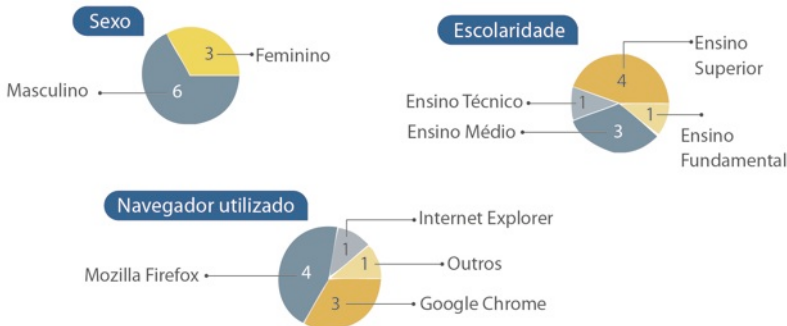 Sexo
3
Feminino
Masculino
6
Escolaridade
Ensino
Superior
4
Ensino Técnico
1
1
Ensino Médio
3
Ensino
Fundamental
Navegador utilizado
Internet Explorer
1
Mozilla Firefox
4
1
Outros
3
Google Chrome